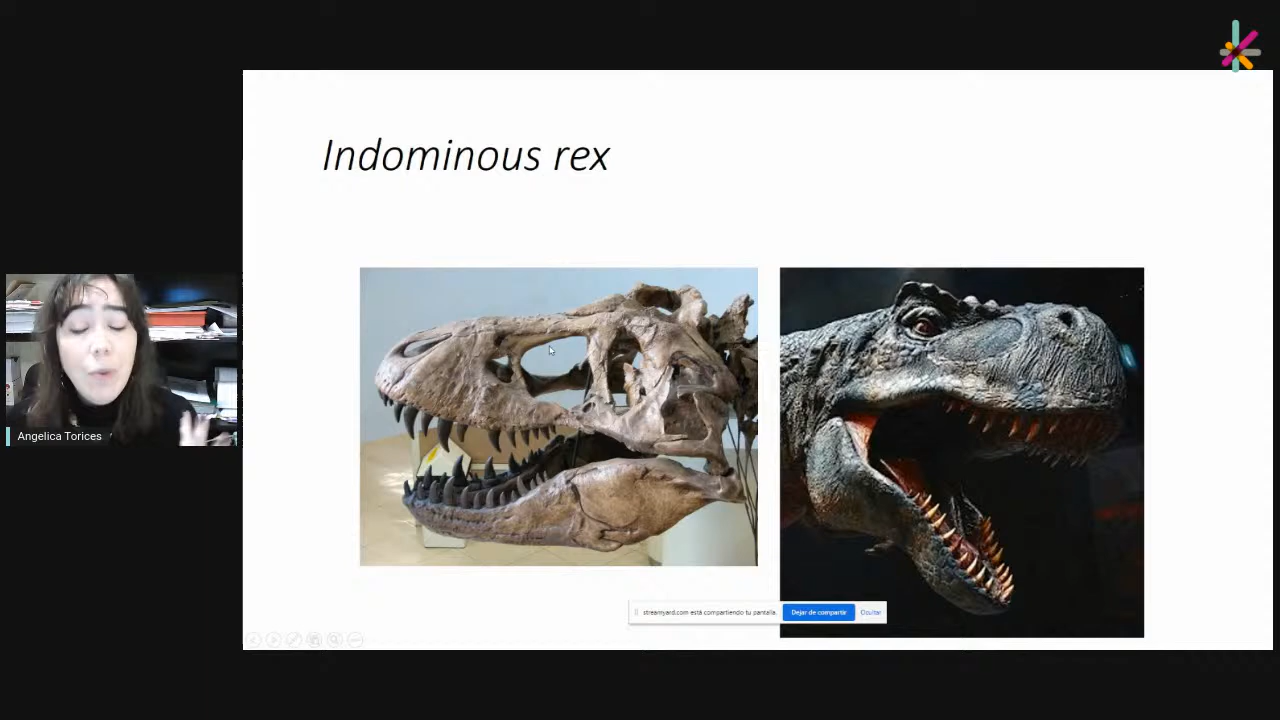 Indominous rex
Angelica Torices
streamyard.com está compartiendo tu pantalla.
Dejar de compartir
Ocultar